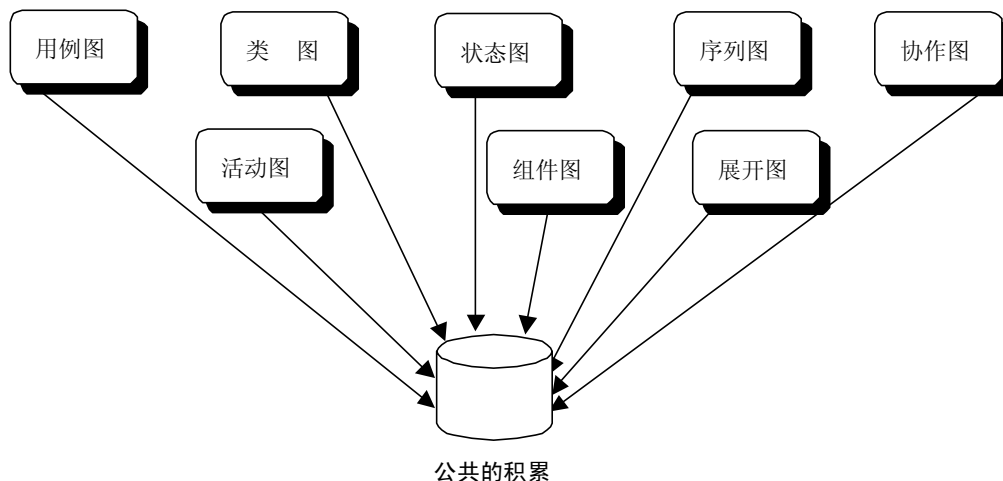 用例图
类 图
状态图
序列图
协作图
活动图
组件图
展开图
公共的积累